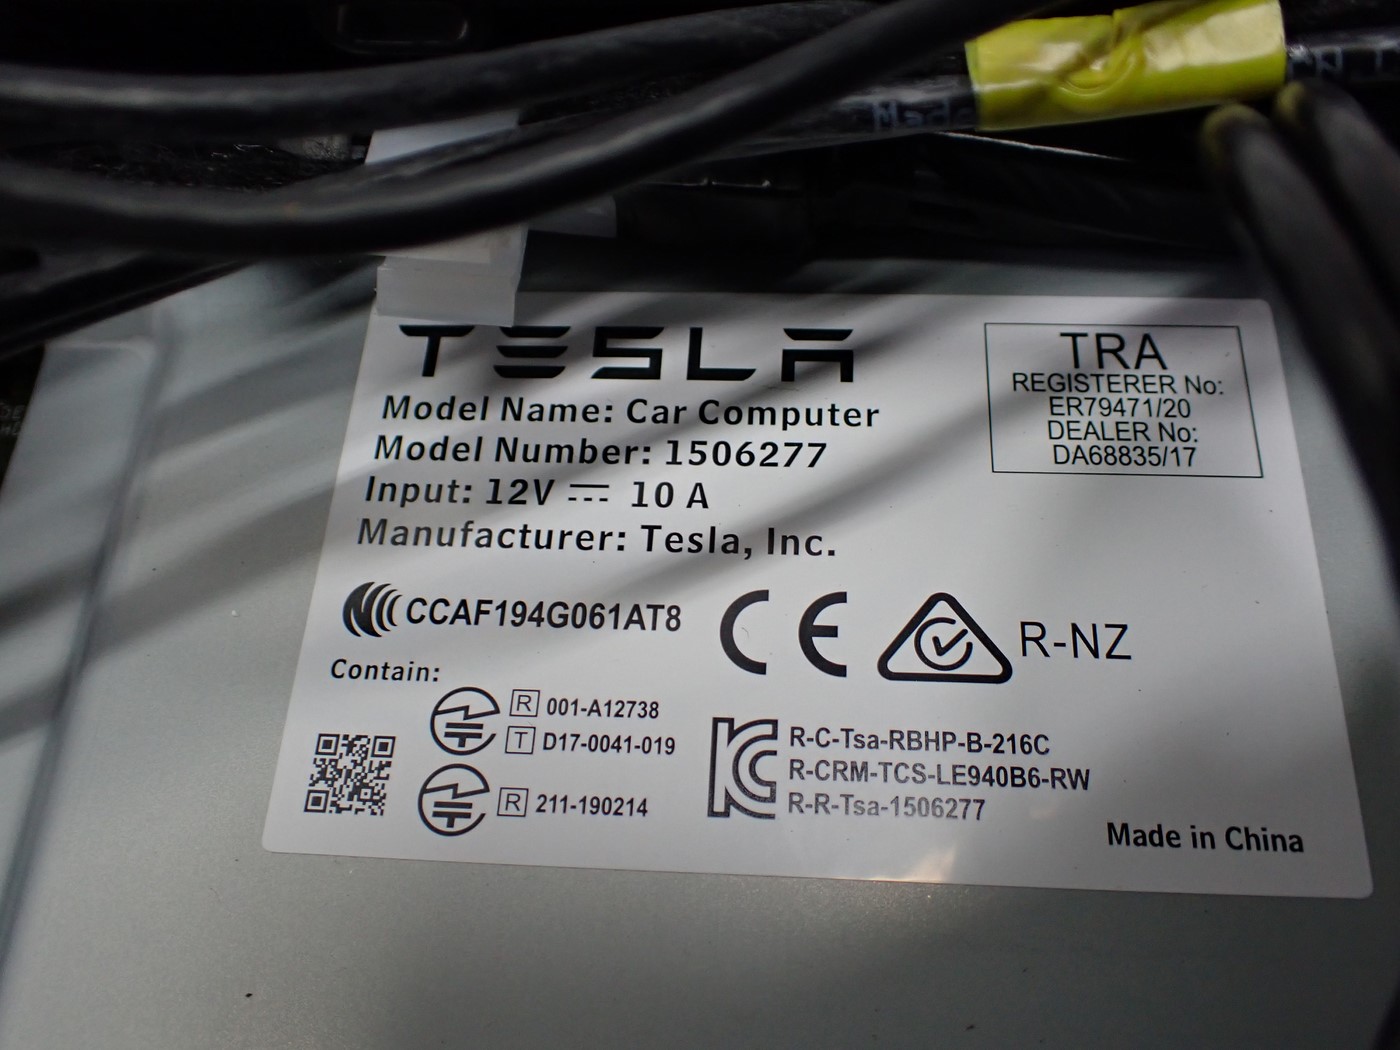 Made
TESLA
Model Name: Car Computer
Model Number: 1506277
Input: 12V 10 A
Manufacturer: Tesla, Inc.
TRA
REGISTERER No:
ER79471/20
DEALER No:
DA68835/17
CCAF194G061AT8
CE
R-NZ
Contain:
R 001-A12738
T D17-0041-019
R 211-190214
R-C-Tsa-RBHP-B-216C
R-CRM-TCS-LE940B6-RW
R-R-Tsa-1506277
Made in China